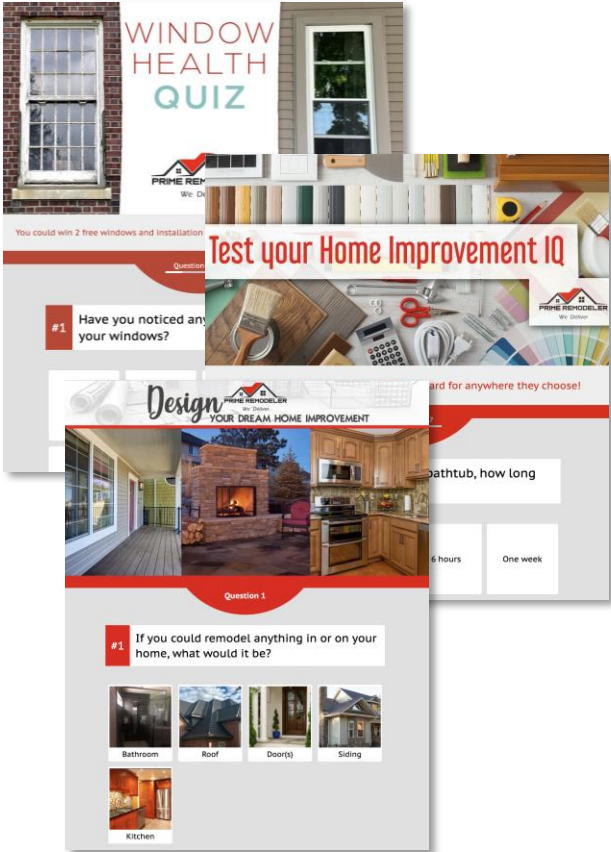 WINDOW
HEALTH
QUIZ
PRIME
We
You could win 2 free windows and installation
Question
#1
Have you noticed any
your windows?
Test your Home Improvement IQ
PRIME REMODELER
We Deliver
ard for anywhere they choose!
bathtub, how long
6 hours
One week
Design
PRIME REMODELER
We Deliver
YOUR DREAM HOME IMPROVEMENT
Question 1
#1
If you could remodel anything in or on your
home, what would it be?
Bathroom
Roof
Door(s)
Siding
Kitchen